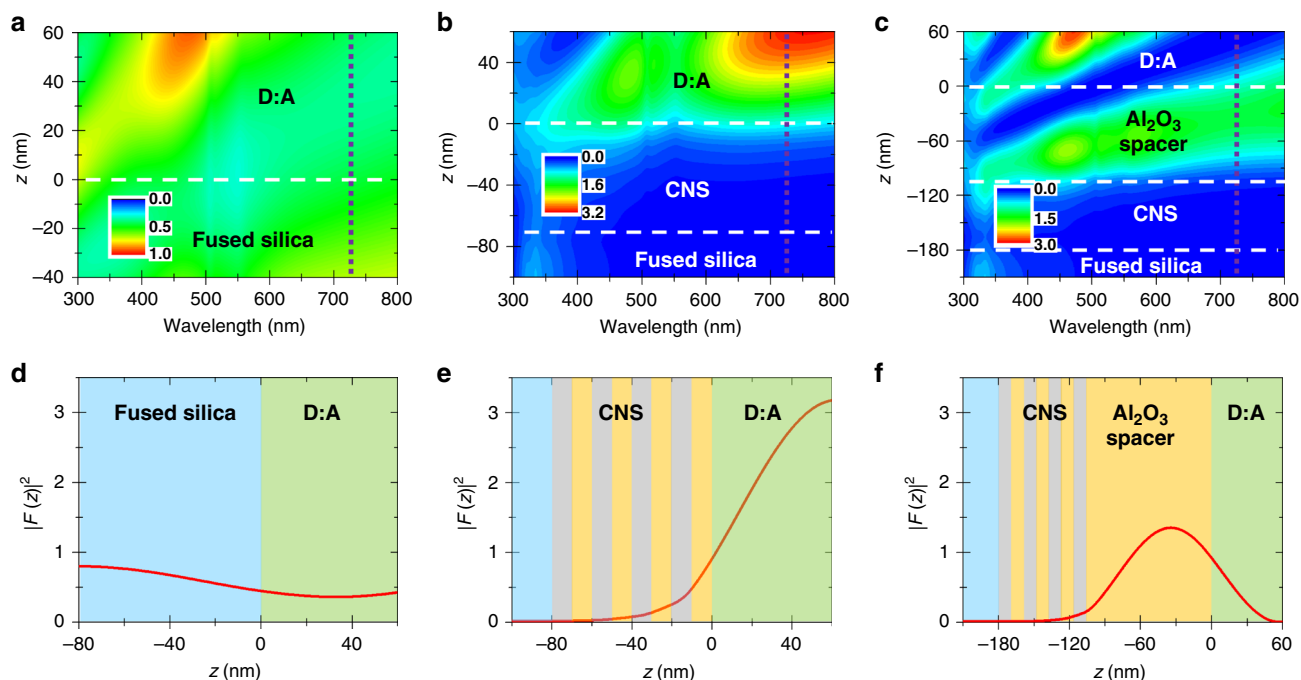 a
60
40
20
0
−20
−40
z (nm)
D:A
0.0
0.5
1.0
Fused silica
300 400 500 600 700 800
Wavelength (nm)
b
40
0
−40
−80
z (nm)
D:A
0.0
1.6
3.2
CNS
Fused silica
300 400 500 600 700 800
Wavelength (nm)
c
60
0
−60
−120
−180
z (nm)
D:A
Al₂O₃
spacer
0.0
1.5
3.0
CNS
Fused silica
300 400 500 600 700 800
Wavelength (nm)
d
3
2
1
0
|F (z)|²
Fused silica D:A
−80 −40 0 40
z (nm)
e
3
2
1
0
|F (z)|²
CNS D:A
−80 −40 0 40
z (nm)
f
3
2
1
0
|F (z)|²
CNS Al₂O₃ D:A
spacer
−180 −120 −60 0 60
z (nm)